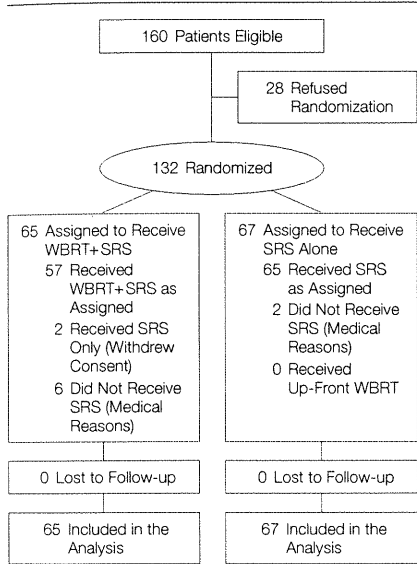 160 Patients Eligible
28 Refused
Randomization
132 Randomized
65 Assigned to Receive
WBRT+SRS
57 Received
WBRT+SRS as
Assigned
2 Received SRS
Only (Withdrew
Consent)
6 Did Not Receive
SRS (Medical
Reasons)
67 Assigned to Receive
SRS Alone
65 Received SRS
as Assigned
2 Did Not Receive
SRS (Medical
Reasons)
0 Received
Up-Front WBRT
0 Lost to Follow-up
0 Lost to Follow-up
65 Included in the
Analysis
67 Included in the
Analysis